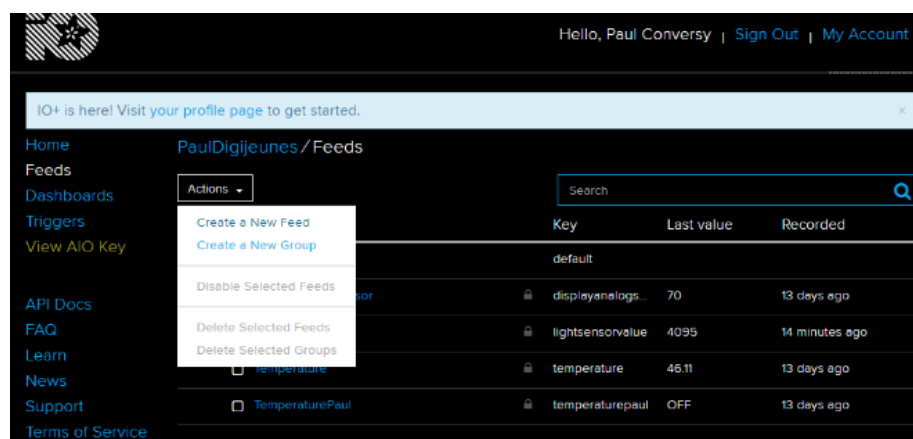 Hello, Paul Conversy | Sign Out | My Account
IO+ is here! Visit your profile page to get started. ×
Home
Feeds
Dashboards
Triggers
View AIO Key
API Docs
FAQ
Learn
News
Support
Terms of Service
PaulDigijeunes / Feeds
Actions
Search
Create a New Feed
Create a New Group
Disable Selected Feeds
Delete Selected Feeds
Delete Selected Groups
Key Last value Recorded
default
sor displayanalogs... 70 13 days ago
lightsensorvalue 4095 14 minutes ago
Temperature temperature 46.11 13 days ago
TemperaturePaul temperaturepaul OFF 13 days ago